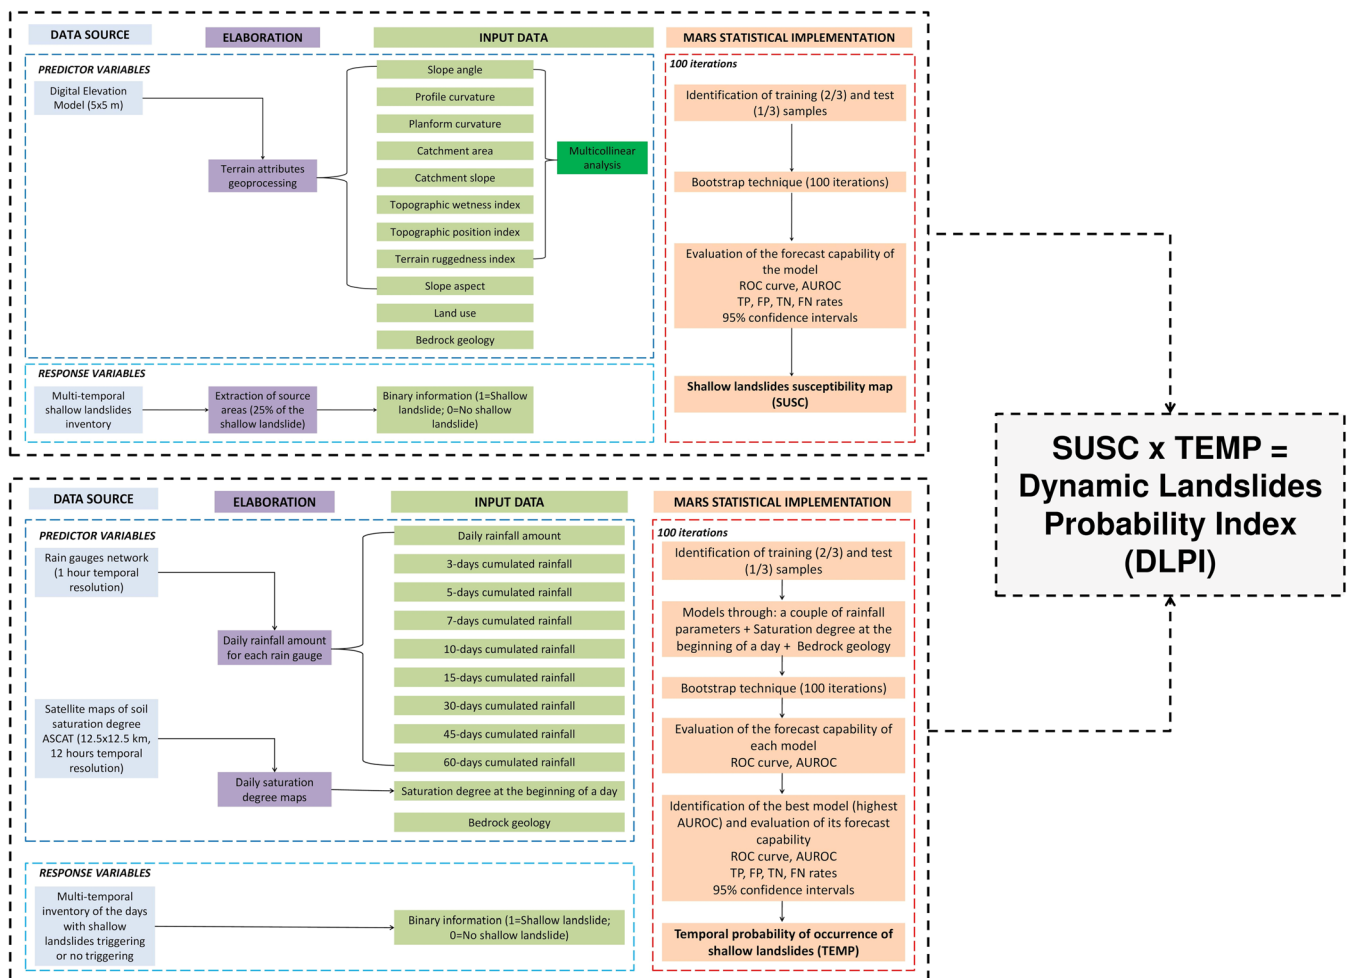 DATA SOURCE
ELABORATION
INPUT DATA
MARS STATISTICAL IMPLEMENTATION
PREDICTOR VARIABLES
Digital Elevation
Model (5x5 m)
Terrain attributes
geoprocessing
Slope angle
Profile curvature
Planform curvature
Catchment area
Catchment slope
Topographic wetness index
Topographic position index
Terrain ruggedness index
Slope aspect
Land use
Bedrock geology
Multicollinear
analysis
RESPONSE VARIABLES
Multi-temporal
shallow landslides
inventory
Extraction of source
areas (25% of the
shallow landslide)
Binary information (1=Shallow
landslide; 0=No shallow
landslide)
100 iterations
Identification of training (2/3) and test
(1/3) samples
Bootstrap technique (100 iterations)
Evaluation of the forecast capability of
the model
ROC curve, AUROC
TP, FP, TN, FN rates
95% confidence intervals
Shallow landslides susceptibility map
(SUSC)
DATA SOURCE
ELABORATION
INPUT DATA
MARS STATISTICAL IMPLEMENTATION
PREDICTOR VARIABLES
Rain gauges network
(1 hour temporal
resolution)
Daily rainfall amount
for each rain gauge
Satellite maps of soil
saturation degree
ASCAT (12.5x12.5 km,
12 hours temporal
resolution)
Daily saturation
degree maps
Daily rainfall amount
3-days cumulated rainfall
5-days cumulated rainfall
7-days cumulated rainfall
10-days cumulated rainfall
15-days cumulated rainfall
30-days cumulated rainfall
45-days cumulated rainfall
60-days cumulated rainfall
Saturation degree at the beginning of a day
Bedrock geology
RESPONSE VARIABLES
Multi-temporal
inventory of the days
with shallow
landslides triggering
or no triggering
Binary information (1=Shallow landslide;
0=No shallow landslide)
100 iterations
Identification of training (2/3) and test
(1/3) samples
Models through: a couple of rainfall
parameters + Saturation degree at the
beginning of a day + Bedrock geology
Bootstrap technique (100 iterations)
Evaluation of the forecast capability of
each model
ROC curve, AUROC
Identification of the best model (highest
AUROC) and evaluation of its forecast
capability
ROC curve, AUROC
TP, FP, TN, FN rates
95% confidence intervals
Temporal probability of occurrence of
shallow landslides (TEMP)
SUSC x TEMP =
Dynamic Landslides
Probability Index
(DLPI)